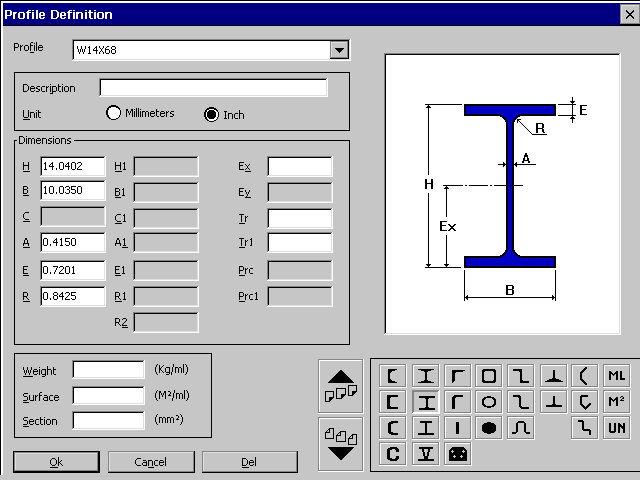 Profile Definition
Profile W14X68
Description
Unit Millimeters Inch
Dimensions
H 14.0402 H1 Ex
B 10.0350 B1 Ey
C C1 Tr
A 0.4150 A1 Tr1
E 0.7201 E1 Prc
R 0.8425 R1 Prc1
R2
E
R
A
H
Ex
B
Weight (Kg/ml)
Surface (M²/ml)
Section (mm²)
Ok Cancel Del
ML
M²
UN